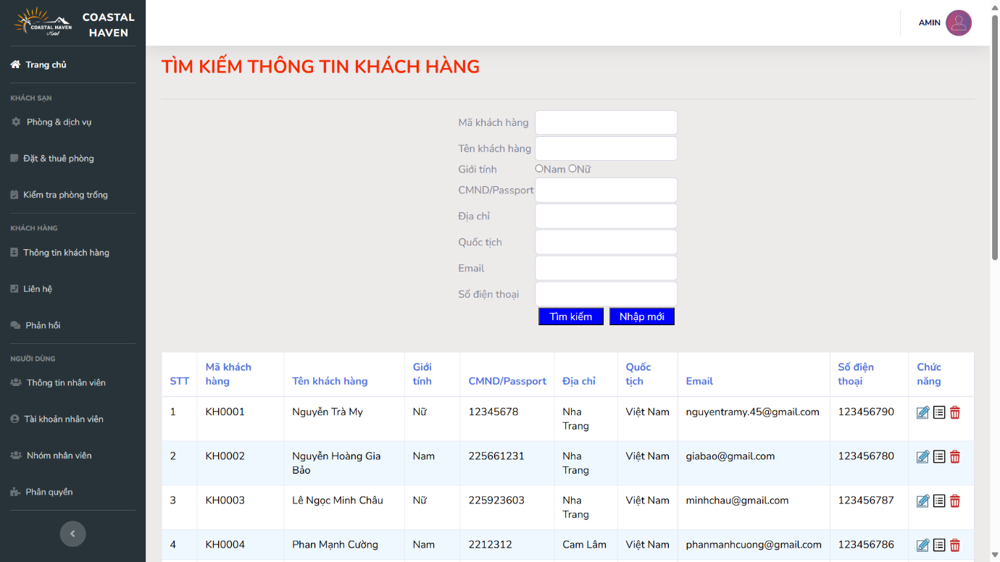 COASTAL HAVEN
Hotel
COASTAL
HAVEN
AMIN
Trang chủ
KHÁCH SẠN
Phòng & dịch vụ
Đặt & thuê phòng
Kiểm tra phòng trống
KHÁCH HÀNG
Thông tin khách hàng
Liên hệ
Phản hồi
NGƯỜI DÙNG
Thông tin nhân viên
Tài khoản nhân viên
Nhóm nhân viên
Phân quyền
TÌM KIẾM THÔNG TIN KHÁCH HÀNG
Mã khách hàng
Tên khách hàng
Giới tính Nam Nữ
CMND/Passport
Địa chỉ
Quốc tịch
Email
Số điện thoại
Tìm kiếm Nhập mới
STT Mã khách hàng Tên khách hàng Giới tính CMND/Passport Địa chỉ Quốc tịch Email Số điện thoại Chức năng
1 KH0001 Nguyễn Trà My Nữ 12345678 Nha Trang Việt Nam nguyentramy.45@gmail.com 123456790
2 KH0002 Nguyễn Hoàng Gia Bảo Nam 225661231 Nha Trang Việt Nam giabao@gmail.com 123456780
3 KH0003 Lê Ngọc Minh Châu Nữ 225923603 Nha Trang Việt Nam minhchau@gmail.com 123456787
4 KH0004 Phan Mạnh Cường Nam 2212312 Cam Lâm Việt Nam phanmanhcuong@gmail.com 123456786